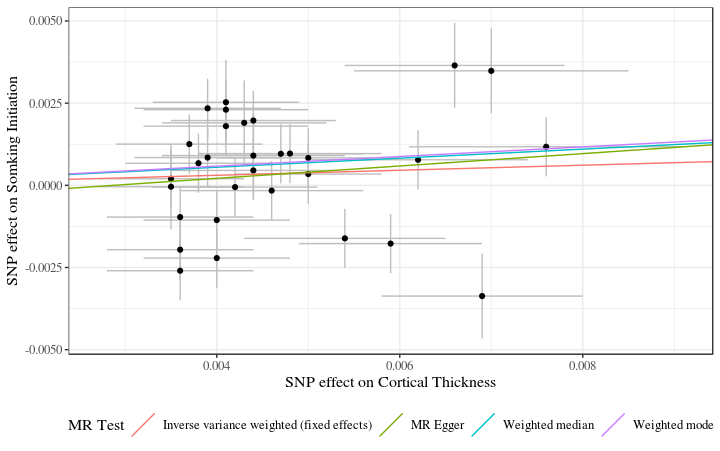 SNP effect on Somking Initiation
0.0050
0.0025
0.0000
-0.0025
-0.0050
0.004 0.006 0.008
SNP effect on Cortical Thickness
MR Test Inverse variance weighted (fixed effects) MR Egger Weighted median Weighted mode